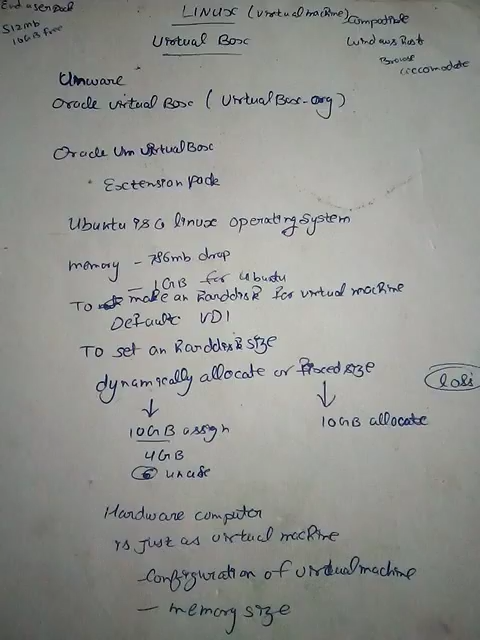 End user pad
512mb
10GB free
LINUX (virtual machine)
Compatible
Virtual Box
windows Host
Browse
accomodate
Vmware
Oracle virtual Box ( VirtualBox-org)
Oracle Vm virtualBox
Extension pack
Ubuntu is a linux operating system
memory - 786mb drop
- 1GB for ubuntu
To make an Harddisk for virtual machine
Default VDI
To set an Harddisk size
dynamically allocate or Fixed size
10GB assign
10GB allocate
4GB
6 unuse
Hardware computer
is just as virtual machine
- Configuration of virtual machine
- memory size